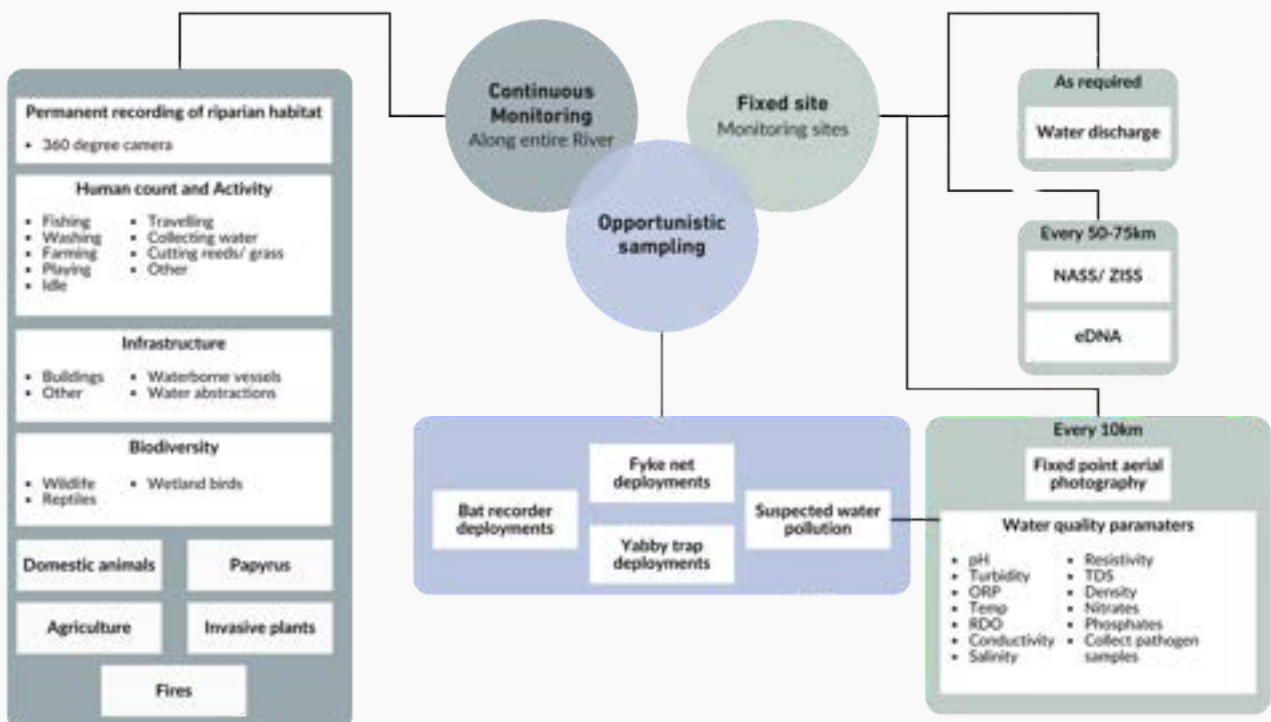 Continuous
Monitoring
Along entire River
Fixed site
Monitoring sites
Opportunistic
sampling
Permanent recording of riparian habitat
• 360 degree camera
Human count and Activity
• Fishing
• Washing
• Farming
• Playing
• Idle
• Travelling
• Collecting water
• Cutting reeds/ grass
• Other
Infrastructure
• Buildings
• Other
• Waterborne vessels
• Water abstractions
Biodiversity
• Wildlife
• Reptiles
• Wetland birds
Domestic animals
Papyrus
Agriculture
Invasive plants
Fires
Bat recorder
deployments
Fyke net
deployments
Yabby trap
deployments
Suspected water
pollution
As required
Water discharge
Every 50-75km
NASS/ ZISS
eDNA
Every 10km
Fixed point aerial
photography
Water quality paramaters
• pH
• Turbidity
• ORP
• Temp
• RDO
• Conductivity
• Salinity
• Resistivity
• TDS
• Density
• Nitrates
• Phosphates
• Collect pathogen
samples